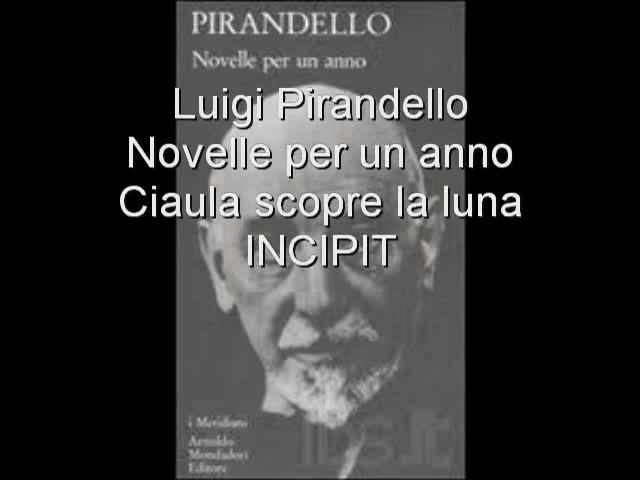 PIRANDELLO
Novelle per un anno
Luigi Pirandello
Novelle per un anno
Ciaula scopre la luna
INCIPIT
i Meridiani
Arnoldo
Mondadori
Editore